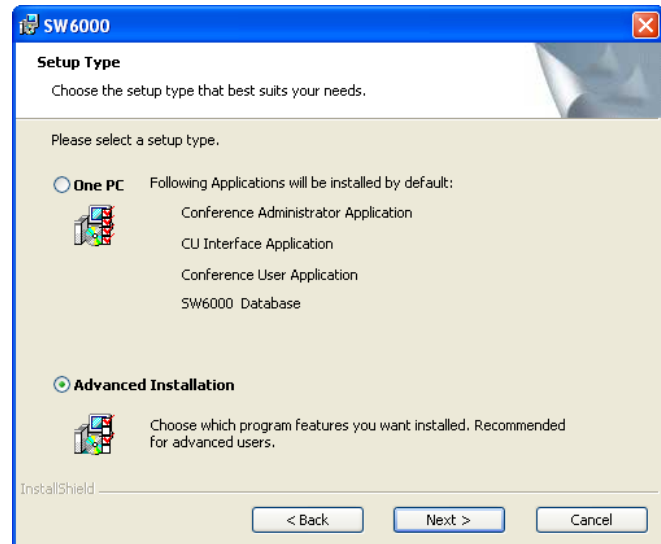 SW6000
Setup Type
Choose the setup type that best suits your needs.
Please select a setup type.
One PC
Following Applications will be installed by default:
Conference Administrator Application
CU Interface Application
Conference User Application
SW6000 Database
Advanced Installation
Choose which program features you want installed. Recommended
for advanced users.
InstallShield
< Back
Next >
Cancel